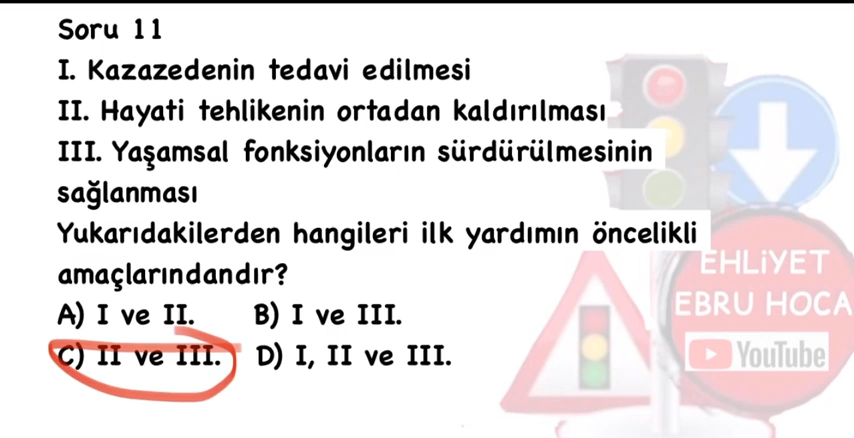 Soru 11
I. Kazazedenin tedavi edilmesi
II. Hayati tehlikenin ortadan kaldırılması
III. Yaşamsal fonksiyonların sürdürülmesinin
sağlanması
Yukarıdakilerden hangileri ilk yardımın öncelikli
amaçlarındandır?
A) I ve II. B) I ve III.
C) II ve III. D) I, II ve III.
EHLİYET
EBRU HOCA
YouTube